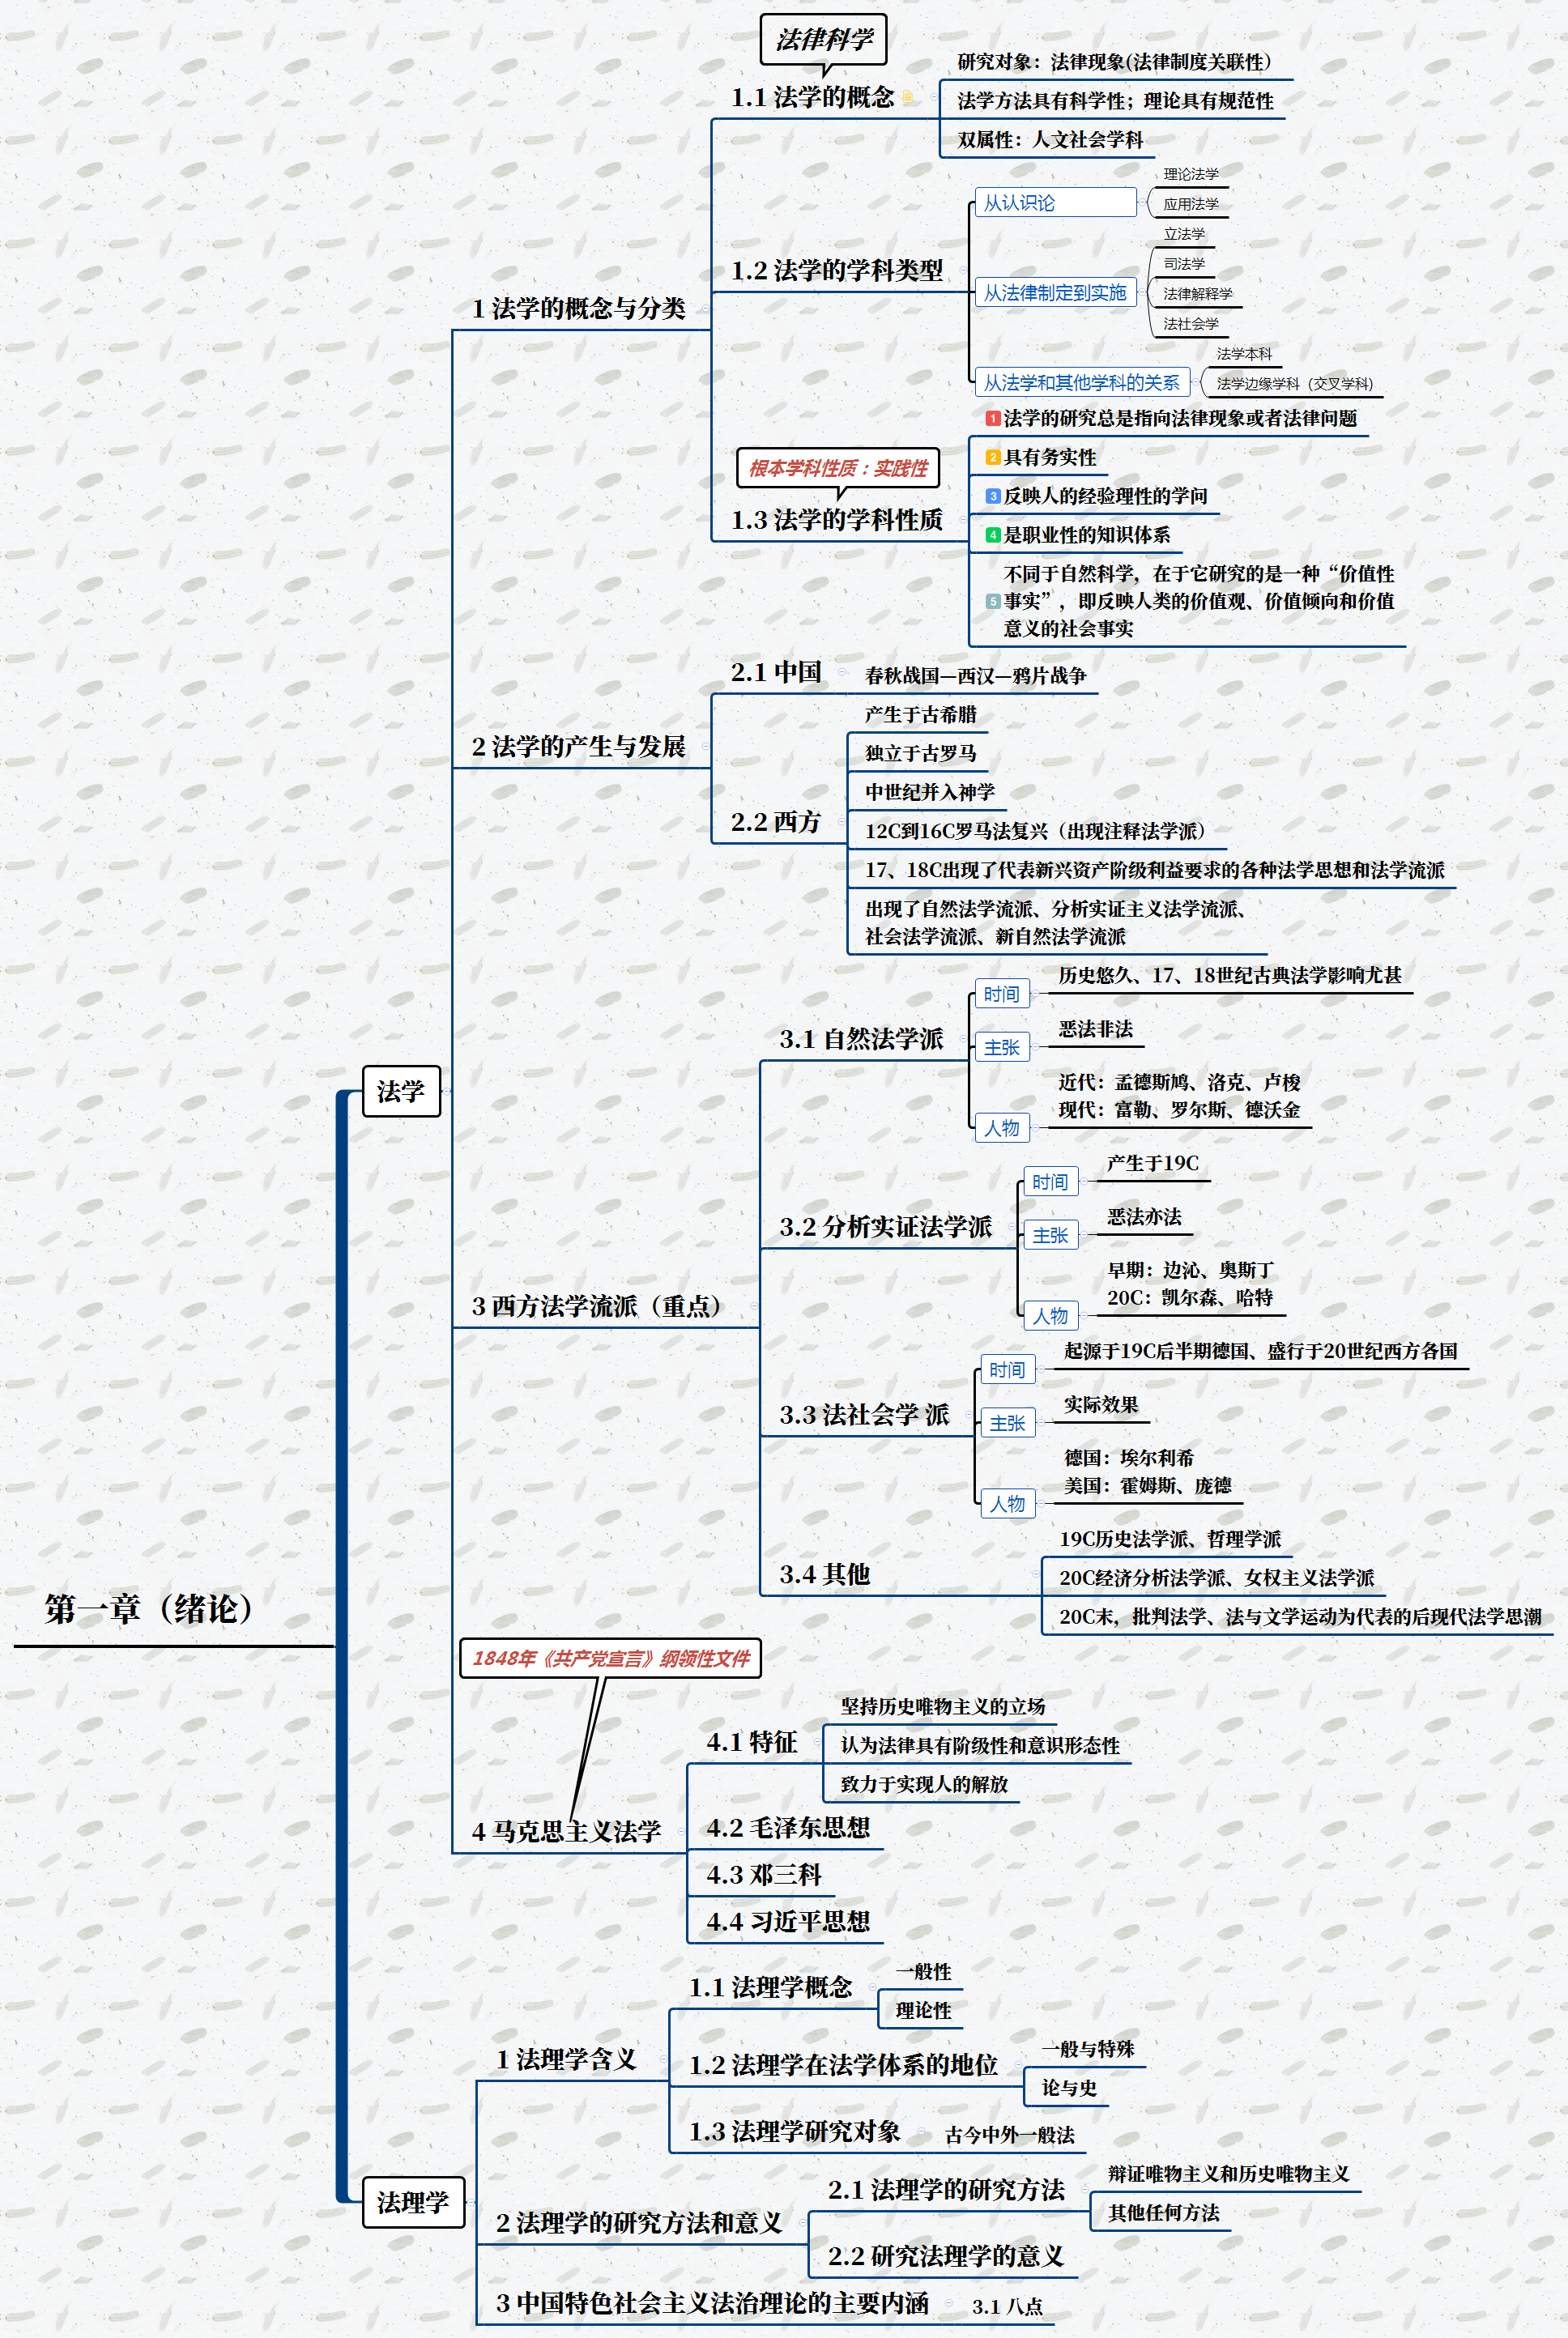 第一章（绪论）
法学
1 法学的概念与分类
法律科学
1.1 法学的概念
研究对象：法律现象(法律制度关联性）
法学方法具有科学性；理论具有规范性
双属性：人文社会学科
1.2 法学的学科类型
从认识论
理论法学
应用法学
从法律制定到实施
立法学
司法学
法律解释学
法社会学
从法学和其他学科的关系
法学本科
法学边缘学科（交叉学科)
根本学科性质：实践性
1.3 法学的学科性质
1 法学的研究总是指向法律现象或者法律问题
2 具有务实性
3 反映人的经验理性的学问
4 是职业性的知识体系
不同于自然科学，在于它研究的是一种“价值性
5 事实”，即反映人类的价值观、价值倾向和价值
意义的社会事实
2 法学的产生与发展
2.1 中国
春秋战国—西汉—鸦片战争
2.2 西方
产生于古希腊
独立于古罗马
中世纪并入神学
12C到16C罗马法复兴（出现注释法学派）
17、18C出现了代表新兴资产阶级利益要求的各种法学思想和法学流派
出现了自然法学流派、分析实证主义法学流派、
社会法学流派、新自然法学流派
3 西方法学流派（重点）
3.1 自然法学派
时间
历史悠久、17、18世纪古典法学影响尤甚
主张
恶法非法
人物
近代：孟德斯鸠、洛克、卢梭
现代：富勒、罗尔斯、德沃金
3.2 分析实证法学派
时间
产生于19C
主张
恶法亦法
人物
早期：边沁、奥斯丁
20C：凯尔森、哈特
3.3 法社会学 派
时间
起源于19C后半期德国、盛行于20世纪西方各国
主张
实际效果
人物
德国：埃尔利希
美国：霍姆斯、庞德
3.4 其他
19C历史法学派、哲理学派
20C经济分析法学派、女权主义法学派
20C末，批判法学、法与文学运动为代表的后现代法学思潮
1848年《共产党宣言》纲领性文件
4 马克思主义法学
4.1 特征
坚持历史唯物主义的立场
认为法律具有阶级性和意识形态性
致力于实现人的解放
4.2 毛泽东思想
4.3 邓三科
4.4 习近平思想
法理学
1 法理学含义
1.1 法理学概念
一般性
理论性
1.2 法理学在法学体系的地位
一般与特殊
论与史
1.3 法理学研究对象
古今中外一般法
2 法理学的研究方法和意义
2.1 法理学的研究方法
辩证唯物主义和历史唯物主义
其他任何方法
2.2 研究法理学的意义
3 中国特色社会主义法治理论的主要内涵
3.1 八点